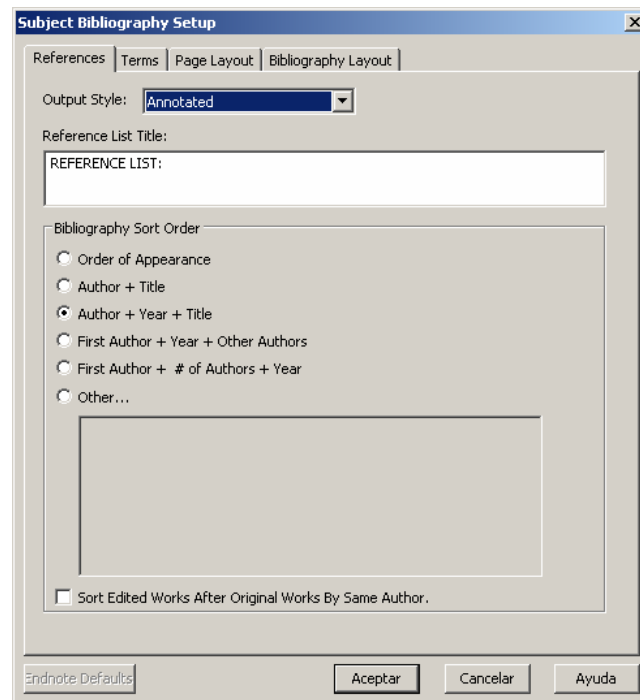 Subject Bibliography Setup
References Terms Page Layout Bibliography Layout
Output Style: Annotated
Reference List Title:
REFERENCE LIST:
Bibliography Sort Order
Order of Appearance
Author + Title
Author + Year + Title
First Author + Year + Other Authors
First Author + # of Authors + Year
Other...
Sort Edited Works After Original Works By Same Author.
Endnote Defaults Aceptar Cancelar Ayuda